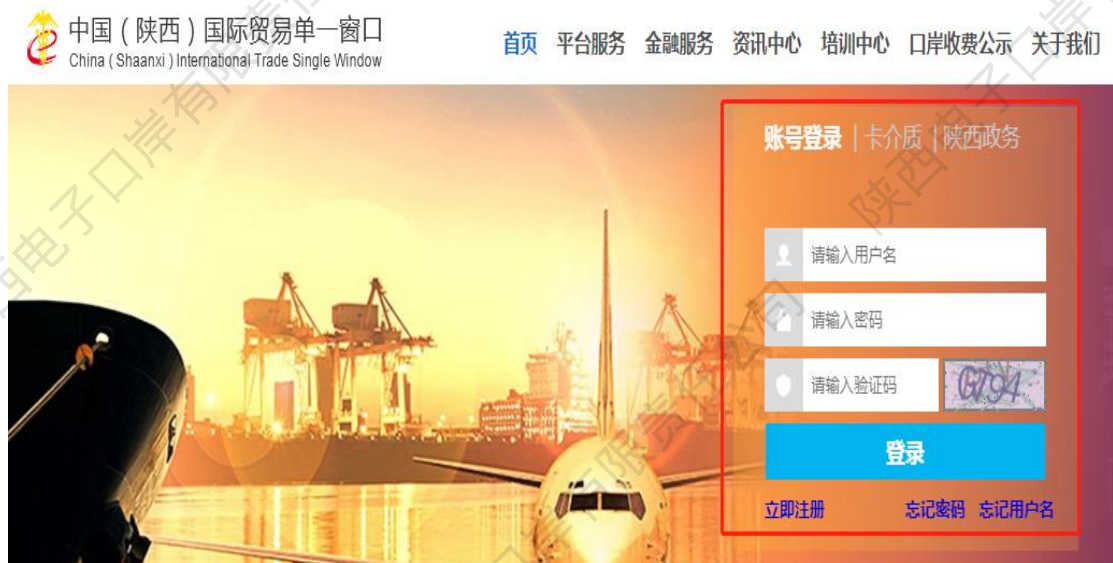 中国（陕西）国际贸易单一窗口
China ( Shaanxi ) International Trade Single Window
首页 平台服务 金融服务 资讯中心 培训中心 口岸收费公示 关于我们
账号登录 | 卡介质 | 陕西政务
请输入用户名
请输入密码
请输入验证码 G794
登录
立即注册 忘记密码 忘记用户名